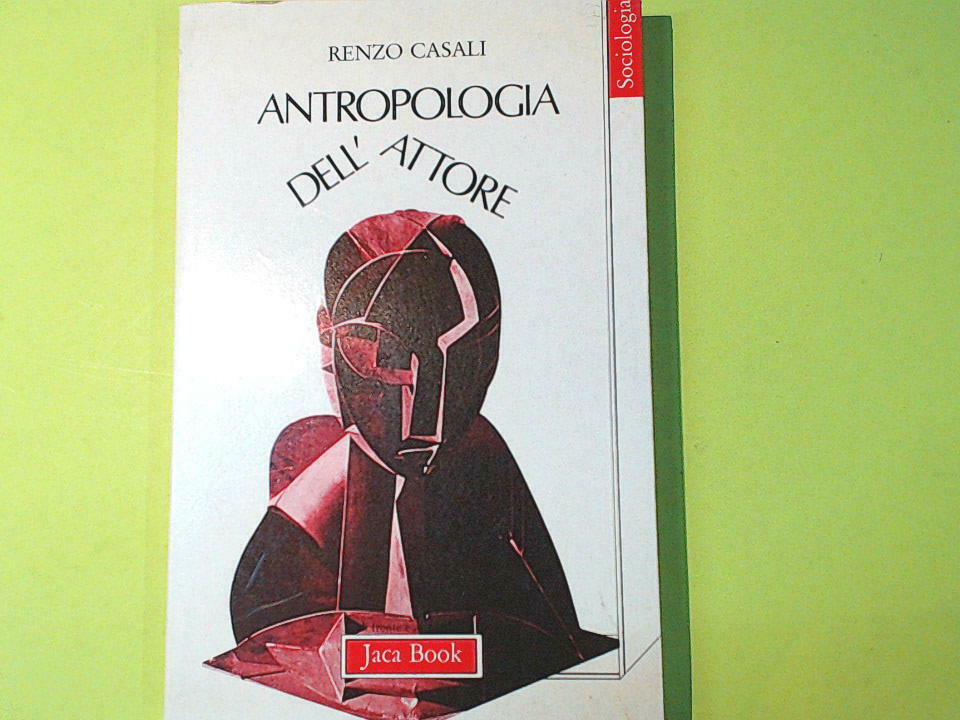 RENZO CASALI
ANTROPOLOGIA
DELL' ATTORE
Sociologia
Jaca Book